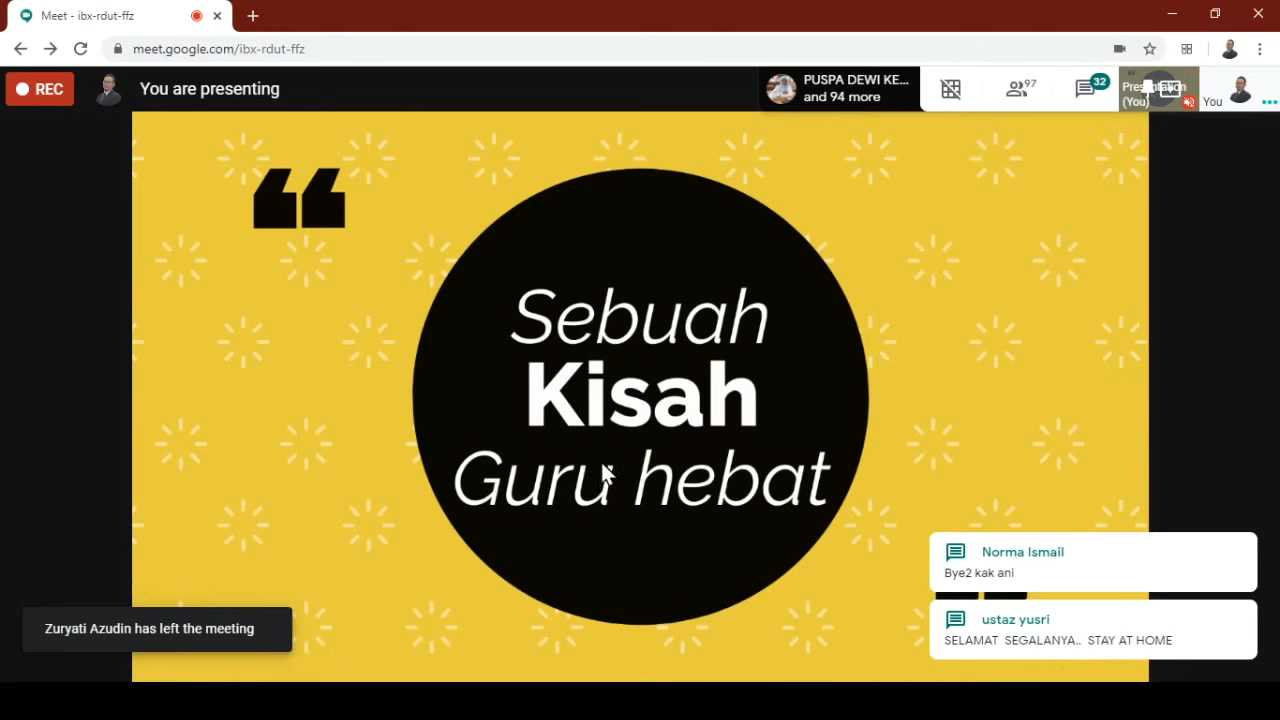 Meet - ibx-rdut-ffz
meet.google.com/ibx-rdut-ffz
REC
You are presenting
PUSPA DEWI KE...
and 94 more
97
32
Presentation
(You)
You
❝
Sebuah
Kisah
Guru hebat
Norma Ismail
Bye2 kak ani
ustaz yusri
SELAMAT SEGALANYA.. STAY AT HOME
Zuryati Azudin has left the meeting